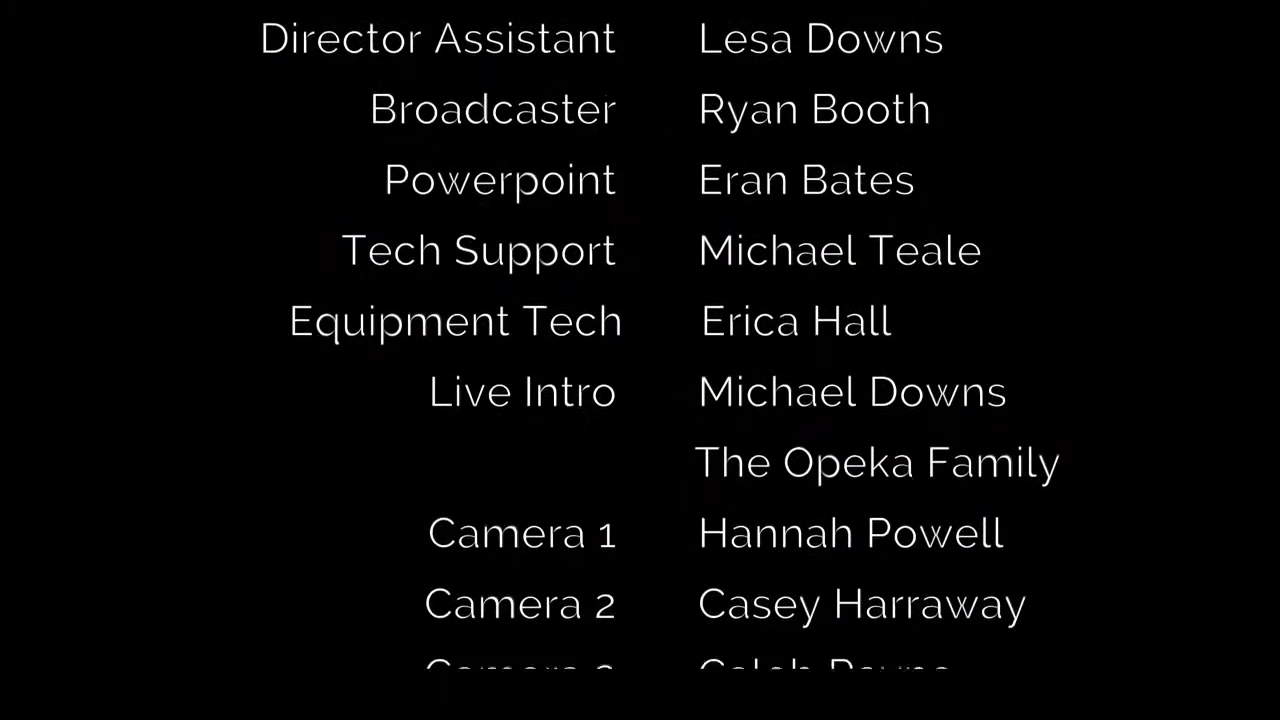 Director Assistant Lesa Downs
Broadcaster Ryan Booth
Powerpoint Eran Bates
Tech Support Michael Teale
Equipment Tech Erica Hall
Live Intro Michael Downs
The Opeka Family
Camera 1 Hannah Powell
Camera 2 Casey Harraway